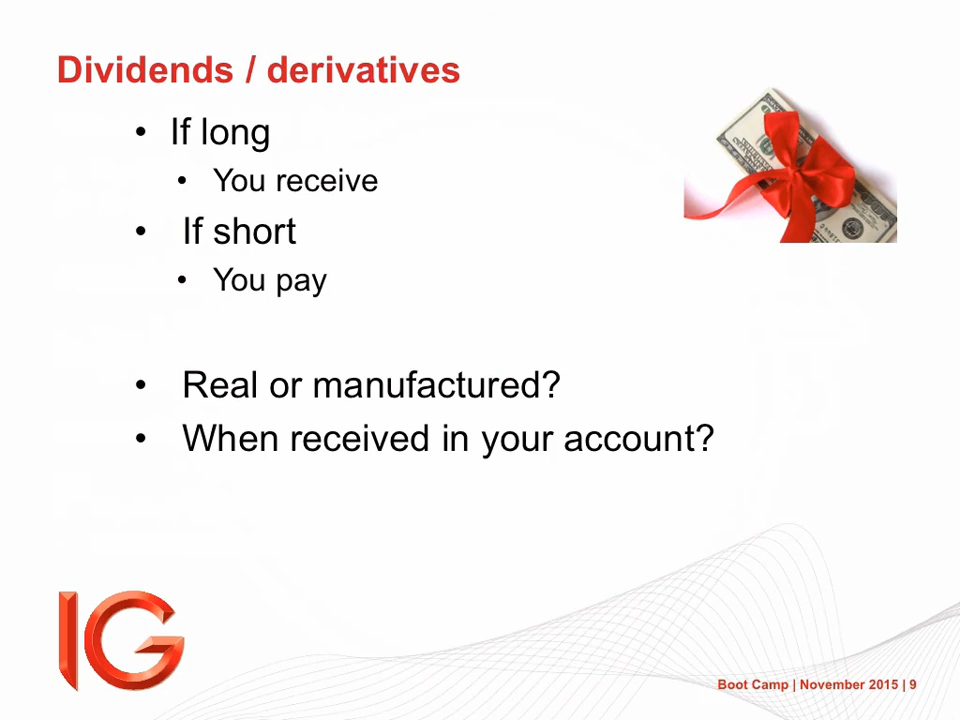 Dividends / derivatives
• If long
• You receive
• If short
• You pay
• Real or manufactured?
• When received in your account?
IG
Boot Camp | November 2015 | 9